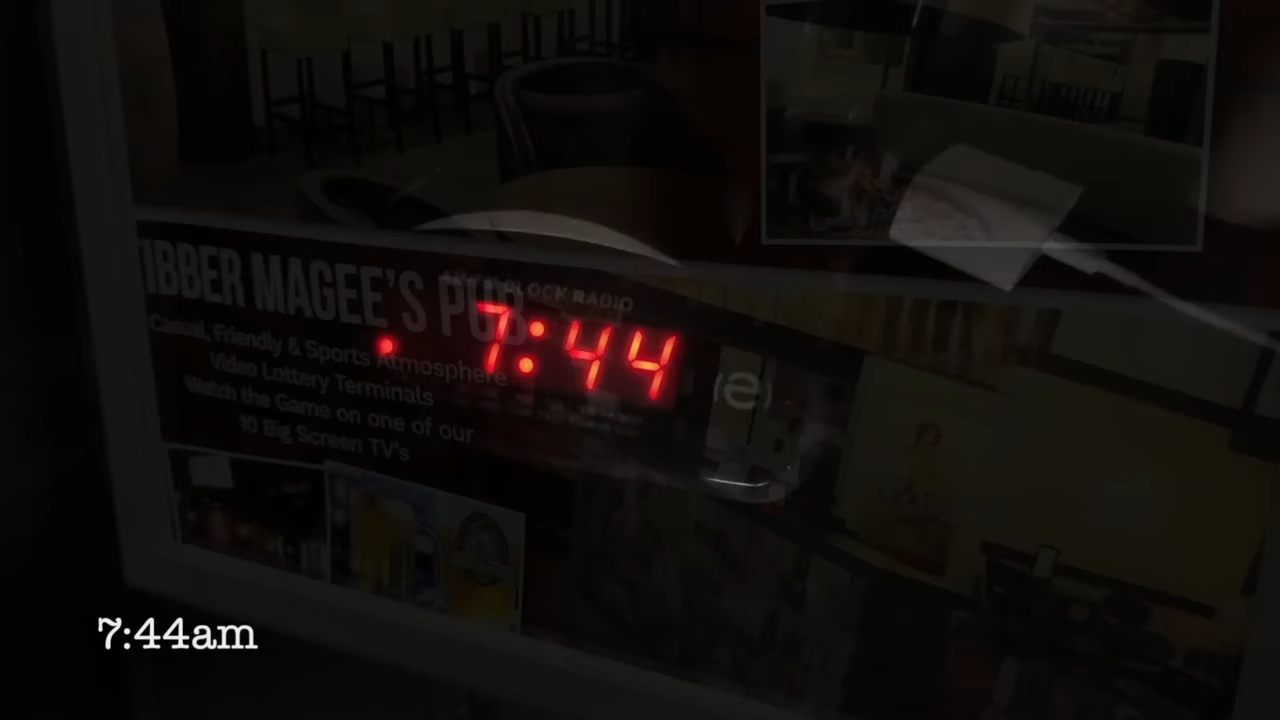 IBBER MAGEE'S PUB
Casual, Friendly & Sports Atmosphere
Video Lottery Terminals
Watch the Game on one of our
10 Big Screen TV's
CLOCK RADIO
7:44
(e)
7:44am